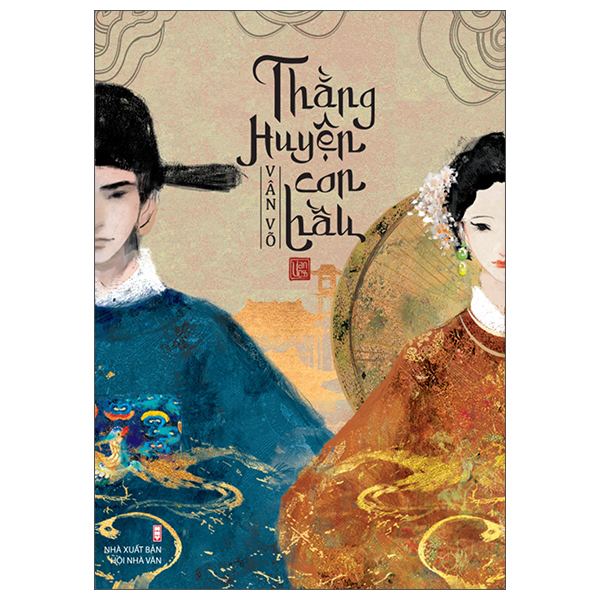 Thằng
Huyện
con
hầu
VÂN VÕ
NHÀ XUẤT BẢN
HỘI NHÀ VĂN